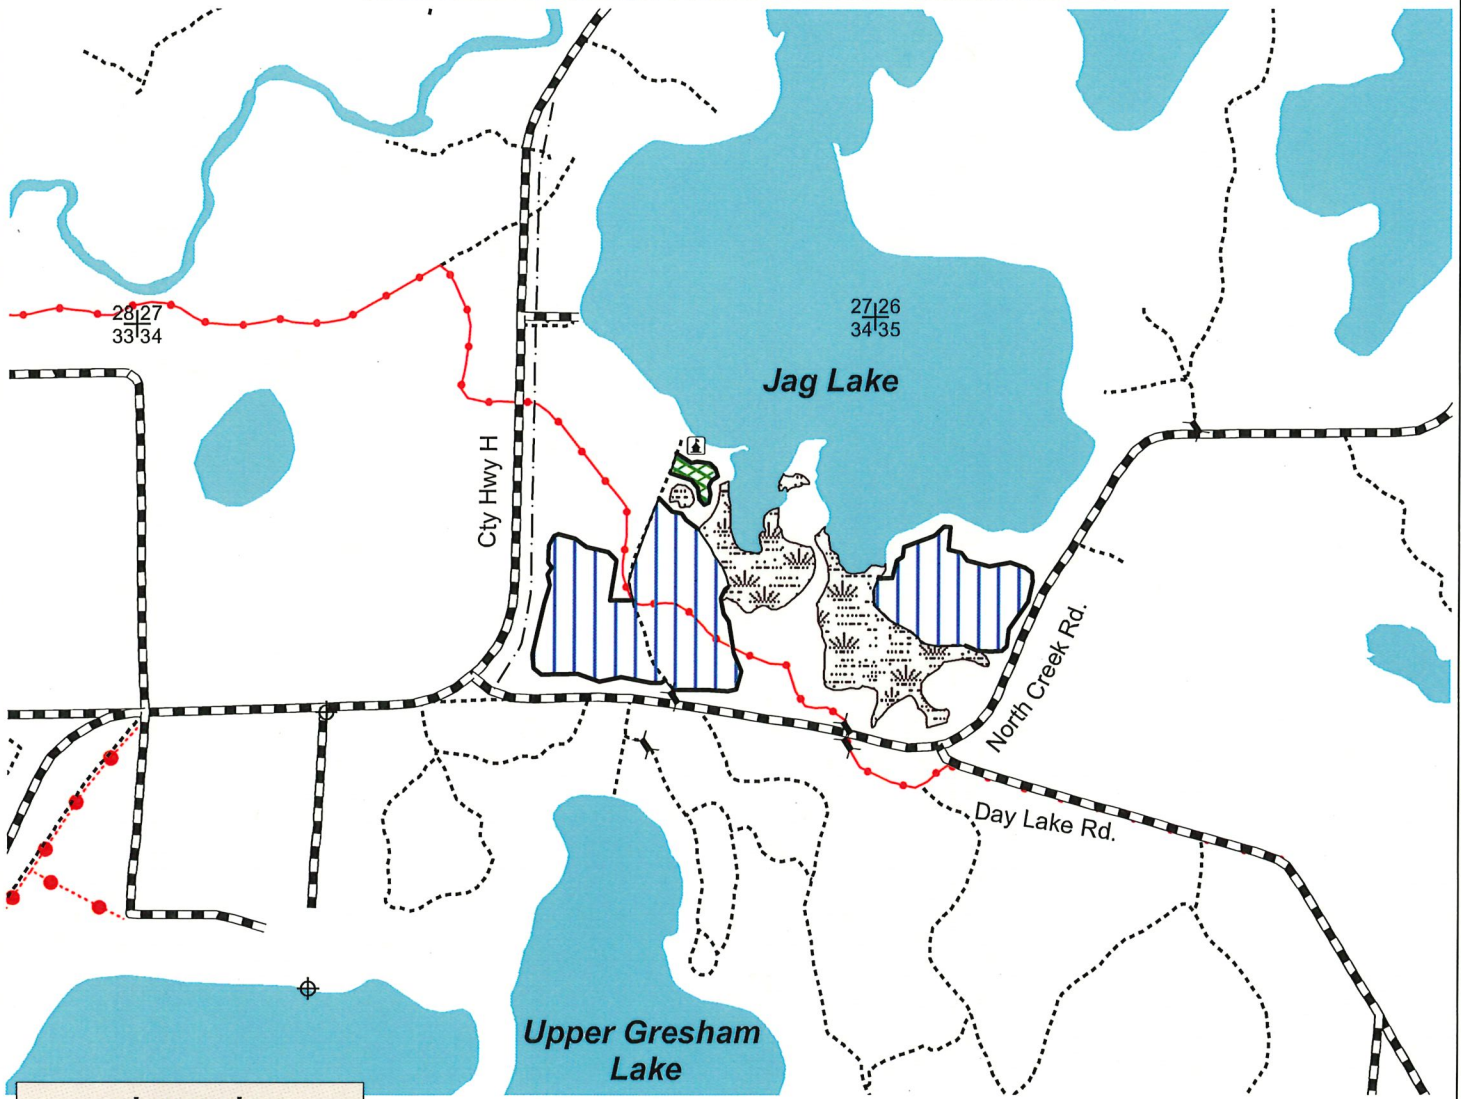 28 27
33 34
27 26
34 35
Jag Lake
Cty Hwy H
North Creek Rd.
Day Lake Rd.
Upper Gresham
Lake